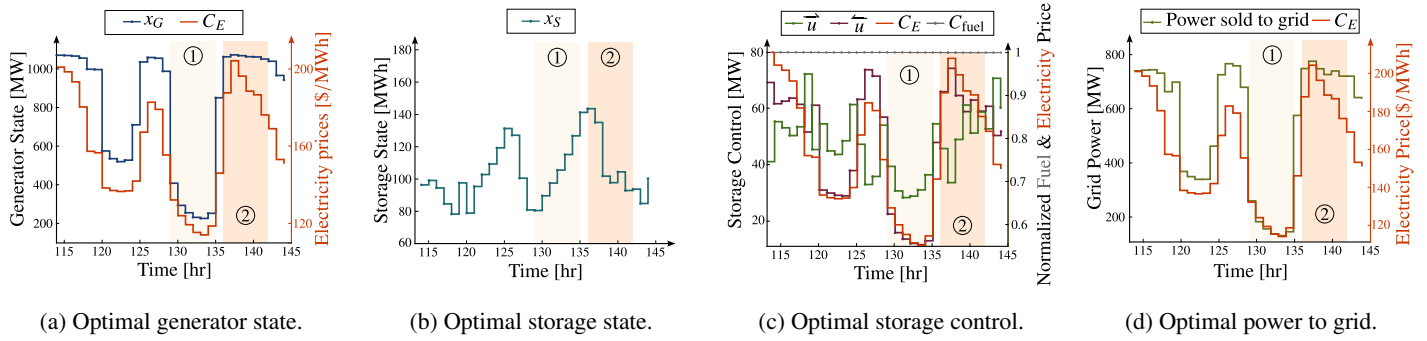 x_G C_E
Generator State [MW]
1000
800
600
400
200
①
②
200
160
120
Electricity prices [$/MWh]
115 120 125 130 135 140 145
Time [hr]
(a) Optimal generator state.
x_S
Storage State [MWh]
180
160
140
120
100
80
60
①
②
115 120 125 130 135 140 145
Time [hr]
(b) Optimal storage state.
u⃗ u⃖ C_E C_fuel
Storage Control [MW]
80
60
40
20
①
②
1
0.9
0.8
0.7
0.6
0.5
Normalized Fuel & Electricity Price
115 120 125 130 135 140 145
Time [hr]
(c) Optimal storage control.
Power sold to grid C_E
Grid Power [MW]
800
600
400
200
①
②
200
180
160
140
120
Electricity Price[$/MWh]
115 120 125 130 135 140 145
Time [hr]
(d) Optimal power to grid.